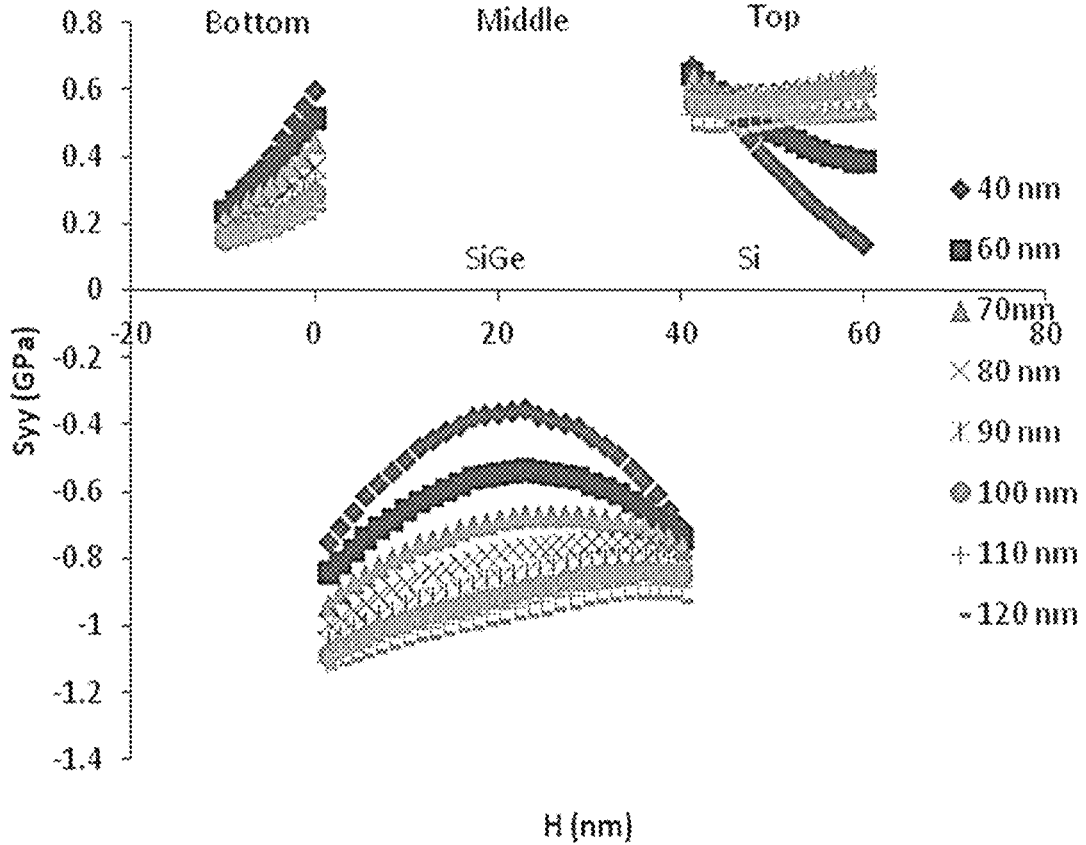 Bottom Middle Top
0.8
0.6
0.4
0.2
0
-0.2
-0.4
-0.6
-0.8
-1
-1.2
-1.4
SiGe Si
-20 0 20 40 60 80
Syy (GPa)
H (nm)
40 nm
60 nm
70nm
80 nm
90 nm
100 nm
110 nm
120 nm